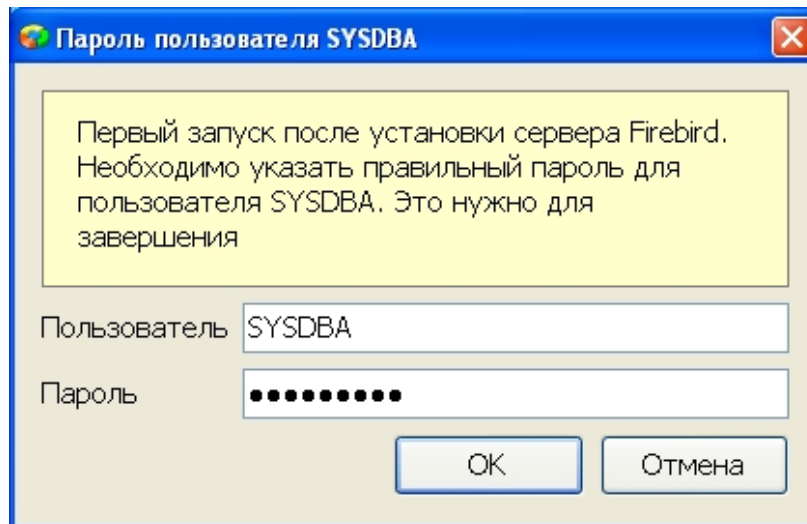 Пароль пользователя SYSDBA
Первый запуск после установки сервера Firebird.
Необходимо указать правильный пароль для
пользователя SYSDBA. Это нужно для
завершения
Пользователь SYSDBA
Пароль •••••••••
OK Отмена